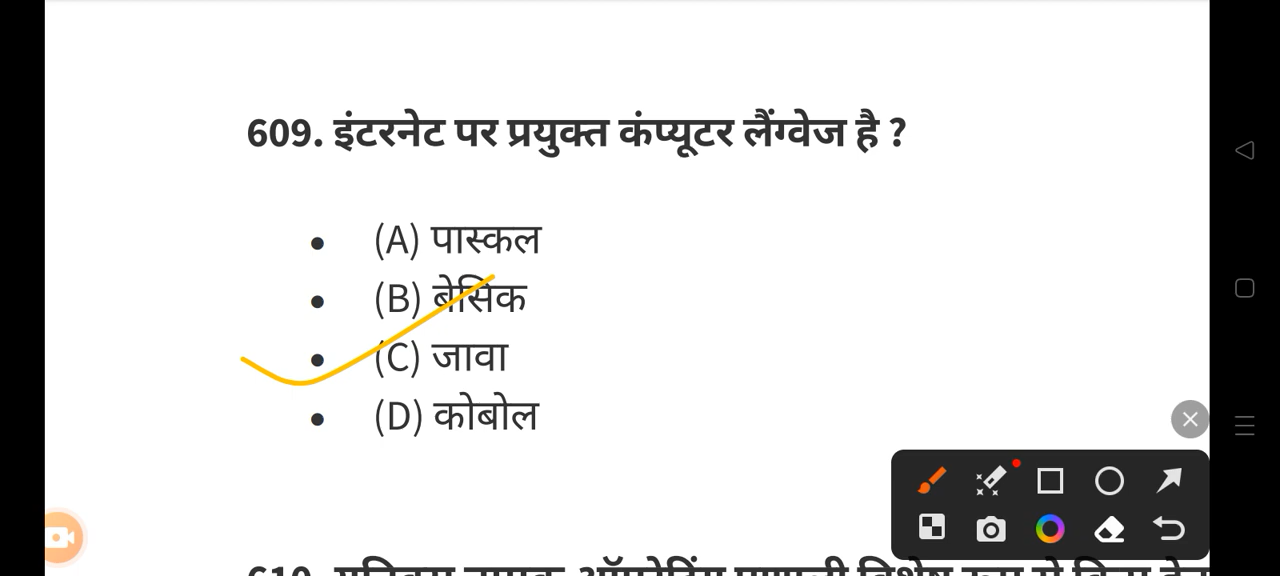 609. इंटरनेट पर प्रयुक्त कंप्यूटर लैंग्वेज है ?
(A) पास्कल
(B) बेसिक
(C) जावा
(D) कोबोल